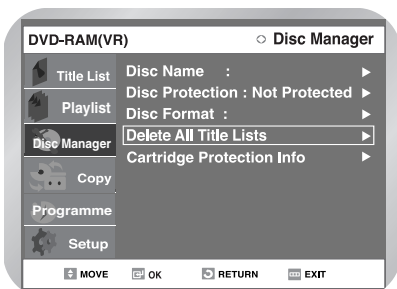 DVD-RAM(VR) Disc Manager
Title List
Playlist
Disc Manager
Copy
Programme
Setup
Disc Name :
Disc Protection : Not Protected
Disc Format :
Delete All Title Lists
Cartridge Protection Info
MOVE OK RETURN EXIT